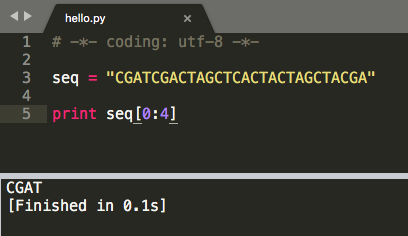 hello.py
1 # -*- coding: utf-8 -*-
2
3 seq = "CGATCGACTAGCTCACTACTAGCTACGA"
4
5 print seq[0:4]
CGAT
[Finished in 0.1s]